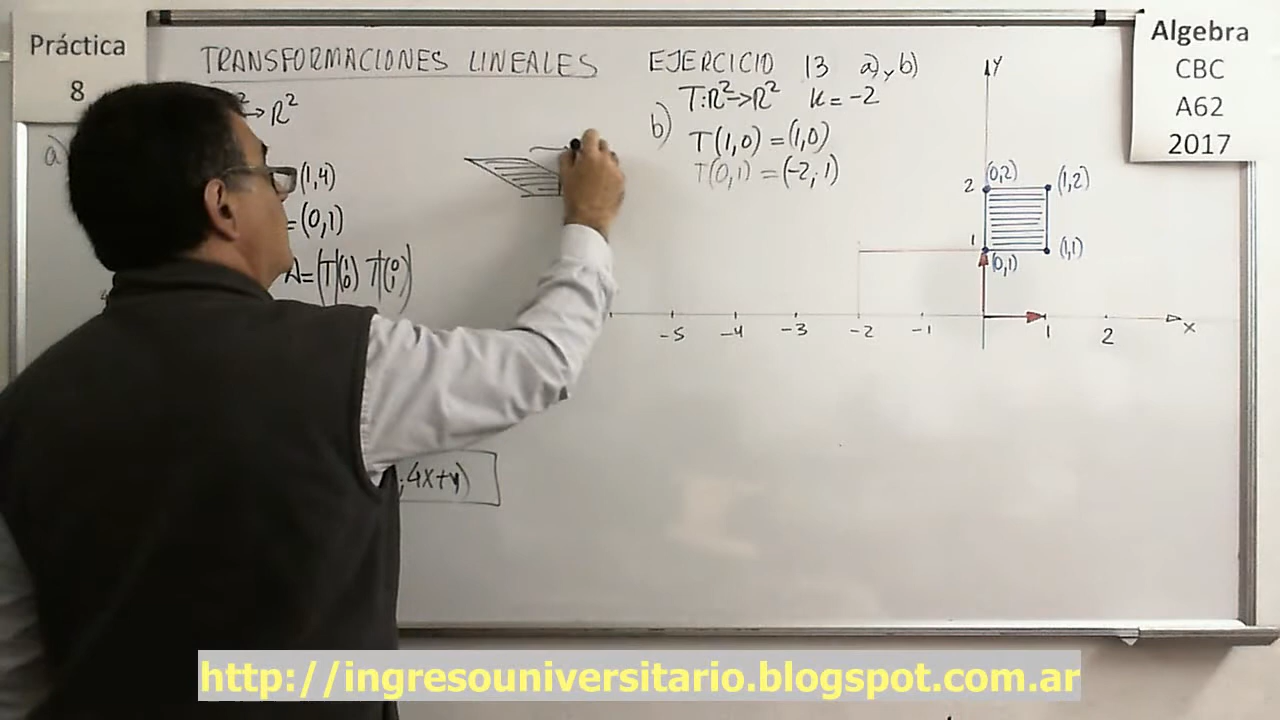 Práctica
8
TRANSFORMACIONES LINEALES
EJERCICIO 13 a) y b)
Algebra
CBC
A62
2017
a)
→ R²
(1,4)
= (0,1)
A=(T(1 0) T(0 1))
4x+y)
b)
T:R²→R² K=-2
T(1,0)=(1,0)
T(0,1)=(-2;1)
y
2 (0,2) (1,2)
1 (0,1) (1,1)
-5 -4 -3 -2 -1 1 2 x
http://ingresouniversitario.blogspot.com.ar